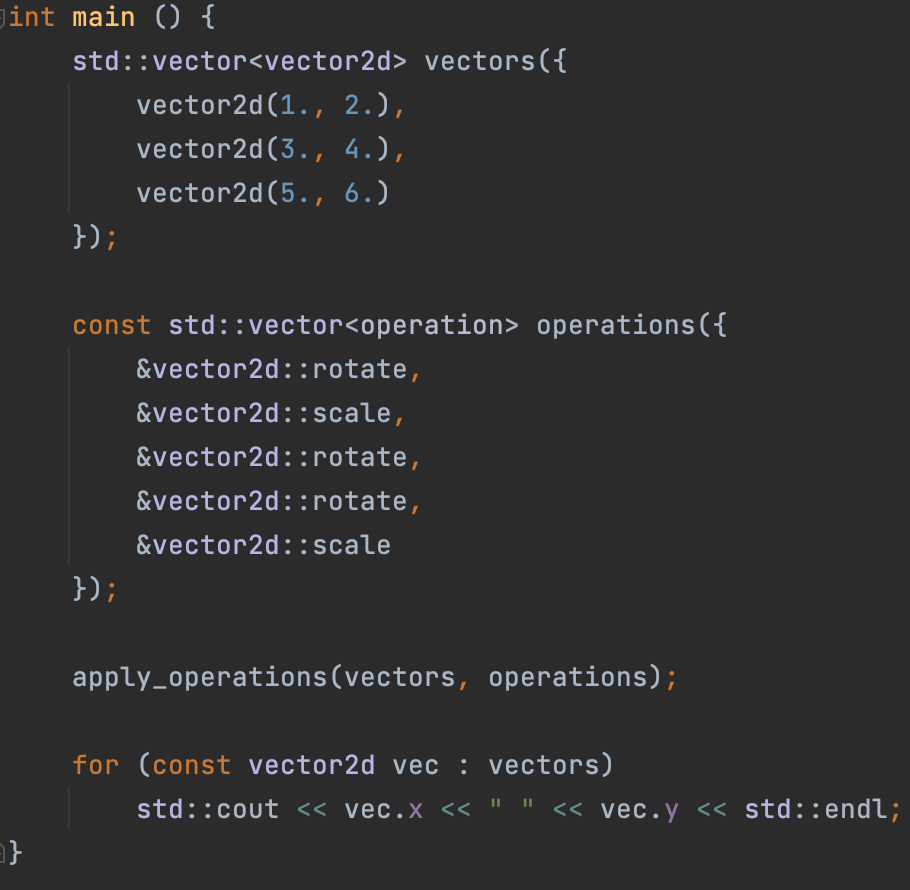 int main () {
    std::vector<vector2d> vectors({
        vector2d(1., 2.),
        vector2d(3., 4.),
        vector2d(5., 6.)
    });

    const std::vector<operation> operations({
        &vector2d::rotate,
        &vector2d::scale,
        &vector2d::rotate,
        &vector2d::rotate,
        &vector2d::scale
    });

    apply_operations(vectors, operations);

    for (const vector2d vec : vectors)
        std::cout << vec.x << " " << vec.y << std::endl;
}